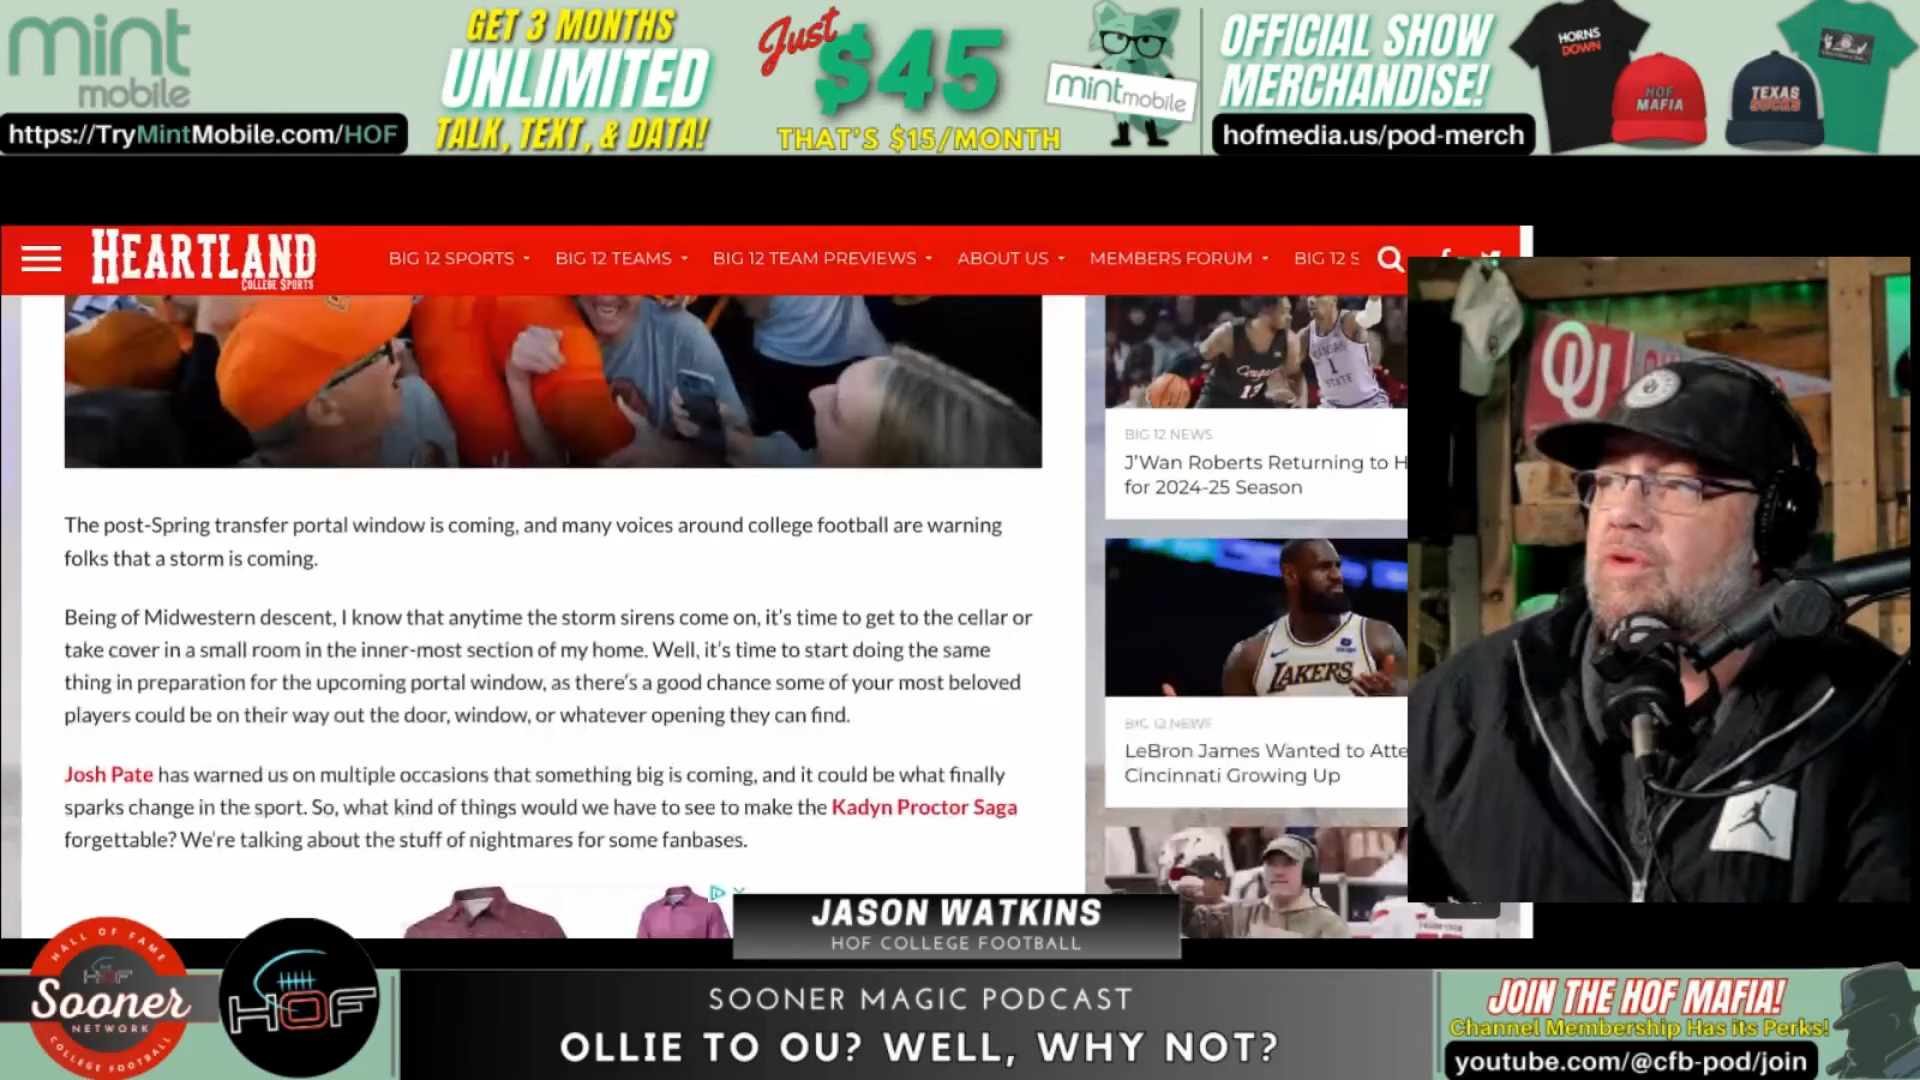 mint
mobile
https://TryMintMobile.com/HOF
GET 3 MONTHS
UNLIMITED
TALK, TEXT, & DATA!
Just
$45
THAT'S $15/MONTH
mintmobile
OFFICIAL SHOW
MERCHANDISE!
hofmedia.us/pod-merch
HORNS
DOWN
HOF
MAFIA
TEXAS
SUCKS
HEARTLAND
COLLEGE SPORTS
BIG 12 SPORTS
BIG 12 TEAMS
BIG 12 TEAM PREVIEWS
ABOUT US
MEMBERS FORUM
BIG 12 S
The post-Spring transfer portal window is coming, and many voices around college football are warning
folks that a storm is coming.
Being of Midwestern descent, I know that anytime the storm sirens come on, it's time to get to the cellar or
take cover in a small room in the inner-most section of my home. Well, it's time to start doing the same
thing in preparation for the upcoming portal window, as there's a good chance some of your most beloved
players could be on their way out the door, window, or whatever opening they can find.
Josh Pate has warned us on multiple occasions that something big is coming, and it could be what finally
sparks change in the sport. So, what kind of things would we have to see to make the Kadyn Proctor Saga
forgettable? We're talking about the stuff of nightmares for some fanbases.
Cougars
13
1
STATE
BIG 12 NEWS
J'Wan Roberts Returning to H
for 2024-25 Season
LAKERS
BIG 12 NEWS
LeBron James Wanted to Atte
Cincinnati Growing Up
OU
JASON WATKINS
HOF COLLEGE FOOTBALL
HALL OF FAME
HOF
Sooner
NETWORK
COLLEGE FOOTBALL
HOF
SOONER MAGIC PODCAST
OLLIE TO OU? WELL, WHY NOT?
JOIN THE HOF MAFIA!
Channel Membership Has its Perks!
youtube.com/@cfb-pod/join